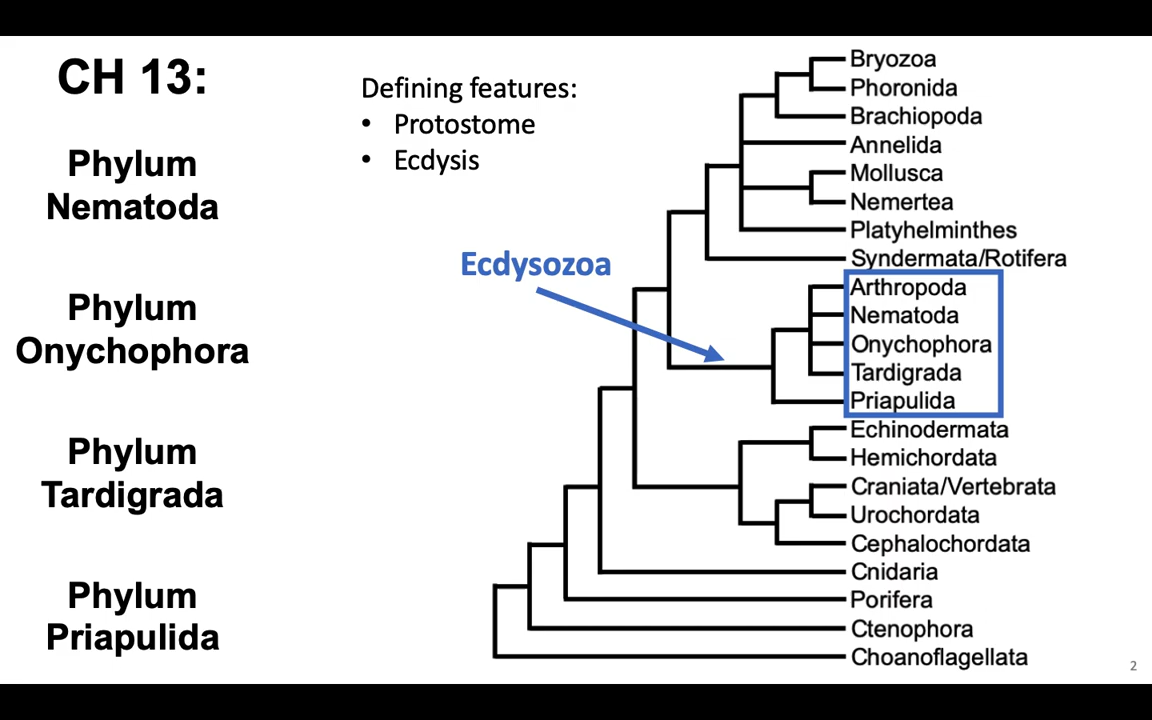 CH 13:
Phylum
Nematoda
Phylum
Onychophora
Phylum
Tardigrada
Phylum
Priapulida
Defining features:
• Protostome
• Ecdysis
Ecdysozoa
Bryozoa
Phoronida
Brachiopoda
Annelida
Mollusca
Nemertea
Platyhelminthes
Syndermata/Rotifera
Arthropoda
Nematoda
Onychophora
Tardigrada
Priapulida
Echinodermata
Hemichordata
Craniata/Vertebrata
Urochordata
Cephalochordata
Cnidaria
Porifera
Ctenophora
Choanoflagellata
2